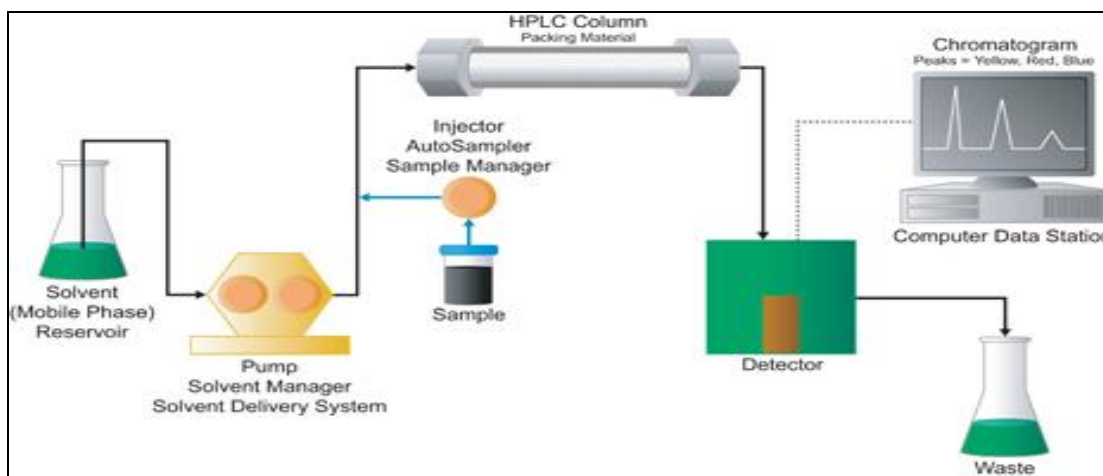 HPLC Column
Packing Material
Chromatogram
Peaks = Yellow, Red, Blue
Injector
AutoSampler
Sample Manager
Solvent
(Mobile Phase)
Reservoir
Sample
Computer Data Station
Pump
Solvent Manager
Solvent Delivery System
Detector
Waste